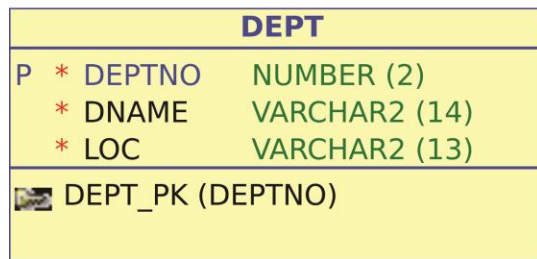 DEPT
P * DEPTNO NUMBER (2)
* DNAME VARCHAR2 (14)
* LOC VARCHAR2 (13)
DEPT_PK (DEPTNO)